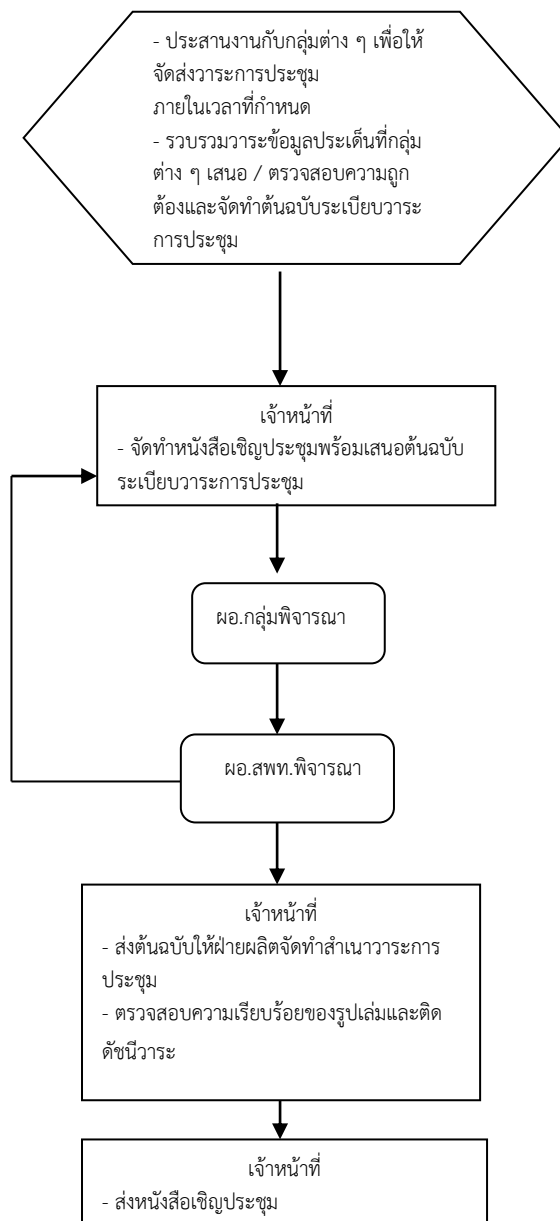 - ประสานงานกับกลุ่มต่าง ๆ เพื่อให้
จัดส่งวาระการประชุม
ภายในเวลาที่กำหนด
- รวบรวมวาระข้อมูลประเด็นที่กลุ่ม
ต่าง ๆ เสนอ / ตรวจสอบความถูก
ต้องและจัดทำต้นฉบับระเบียบวาระ
การประชุม
เจ้าหน้าที่
- จัดทำหนังสือเชิญประชุมพร้อมเสนอต้นฉบับ
ระเบียบวาระการประชุม
ผอ.กลุ่มพิจารณา
ผอ.สพท.พิจารณา
เจ้าหน้าที่
- ส่งต้นฉบับให้ฝ่ายผลิตจัดทำสำเนาวาระการ
ประชุม
- ตรวจสอบความเรียบร้อยของรูปเล่มและติด
ดัชนีวาระ
เจ้าหน้าที่
- ส่งหนังสือเชิญประชุม